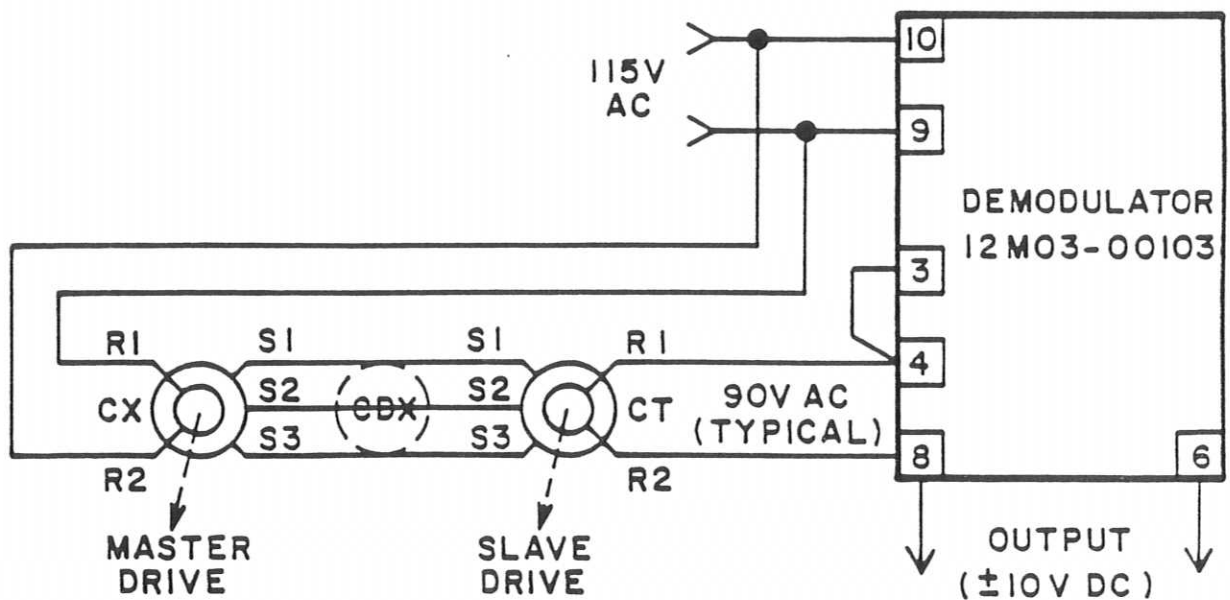 115V
AC
10
9
DEMODULATOR
12M03-00103
3
4
8
6
R1
S1
S1
R1
CX
S2
CDX
S2
CT
90V AC
(TYPICAL)
S3
S3
R2
R2
MASTER
DRIVE
SLAVE
DRIVE
OUTPUT
(±10V DC)